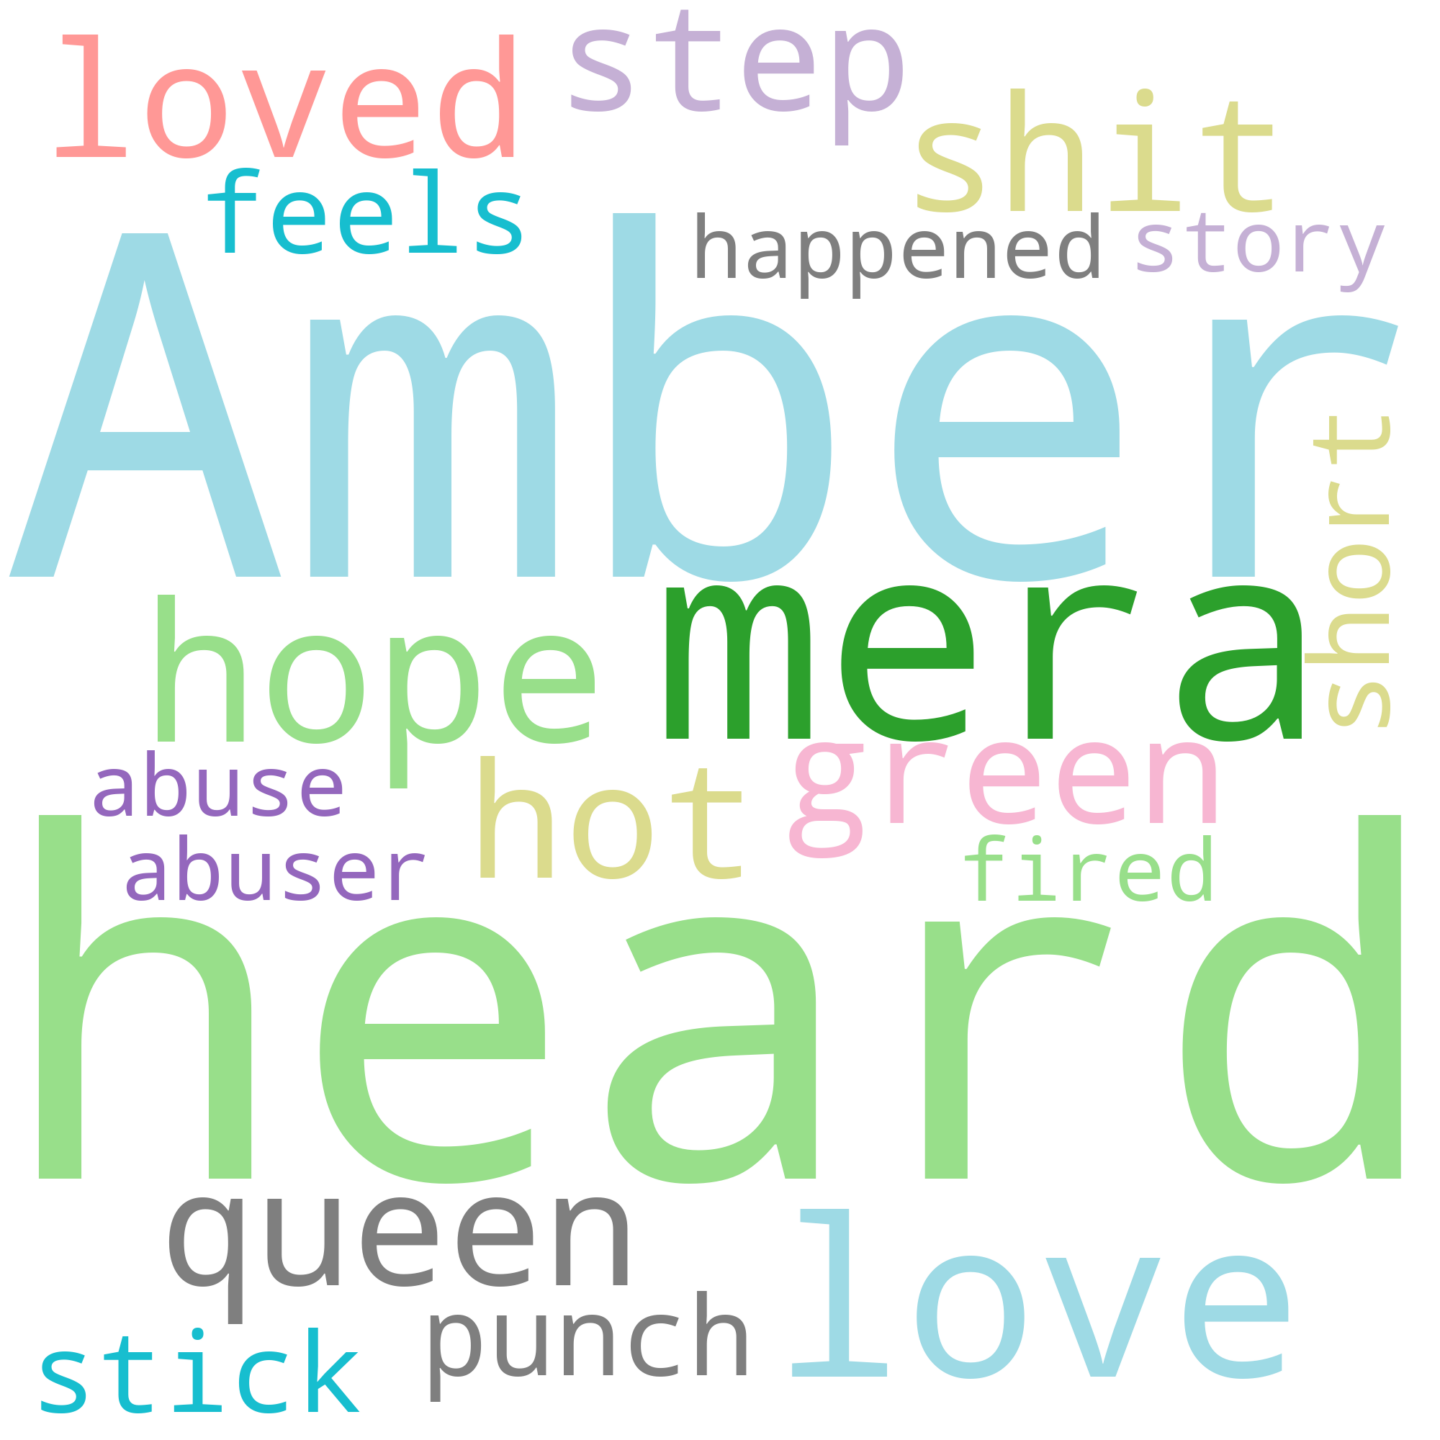 loved
step
shit
feels
happened
story
Amber
short
hope
mera
abuse
hot
green
abuser
fired
heard
queen
love
punch
stick